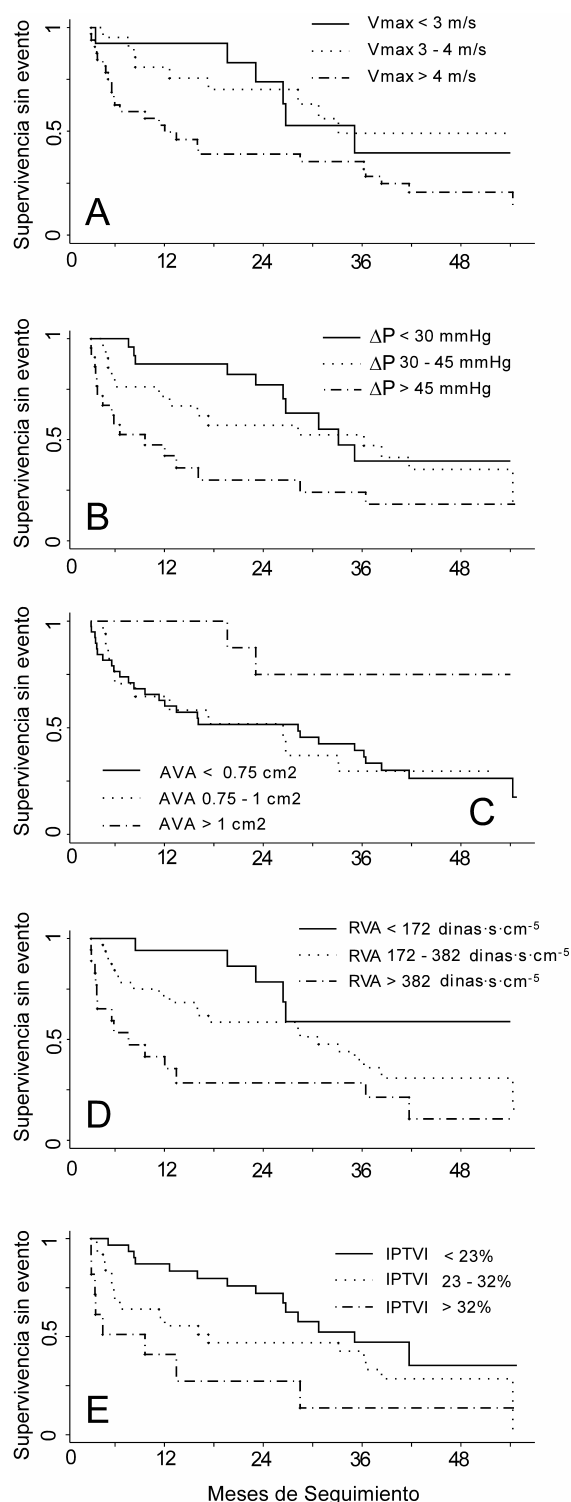 Supervivencia sin evento
1
0.5
0
Vmax < 3 m/s
Vmax 3 - 4 m/s
Vmax > 4 m/s
A
0 12 24 36 48
Supervivencia sin evento
1
0.5
0
ΔP < 30 mmHg
ΔP 30 - 45 mmHg
ΔP > 45 mmHg
B
0 12 24 36 48
Supervivencia sin evento
1
0.5
0
AVA < 0.75 cm2
AVA 0.75 - 1 cm2
AVA > 1 cm2
C
0 12 24 36 48
Supervivencia sin evento
1
0.5
0
RVA < 172 dinas·s·cm⁻⁵
RVA 172 - 382 dinas·s·cm⁻⁵
RVA > 382 dinas·s·cm⁻⁵
D
0 12 24 36 48
Supervivencia sin evento
1
0.5
0
IPTVI < 23%
IPTVI 23 - 32%
IPTVI > 32%
E
0 12 24 36 48
Meses de Seguimiento